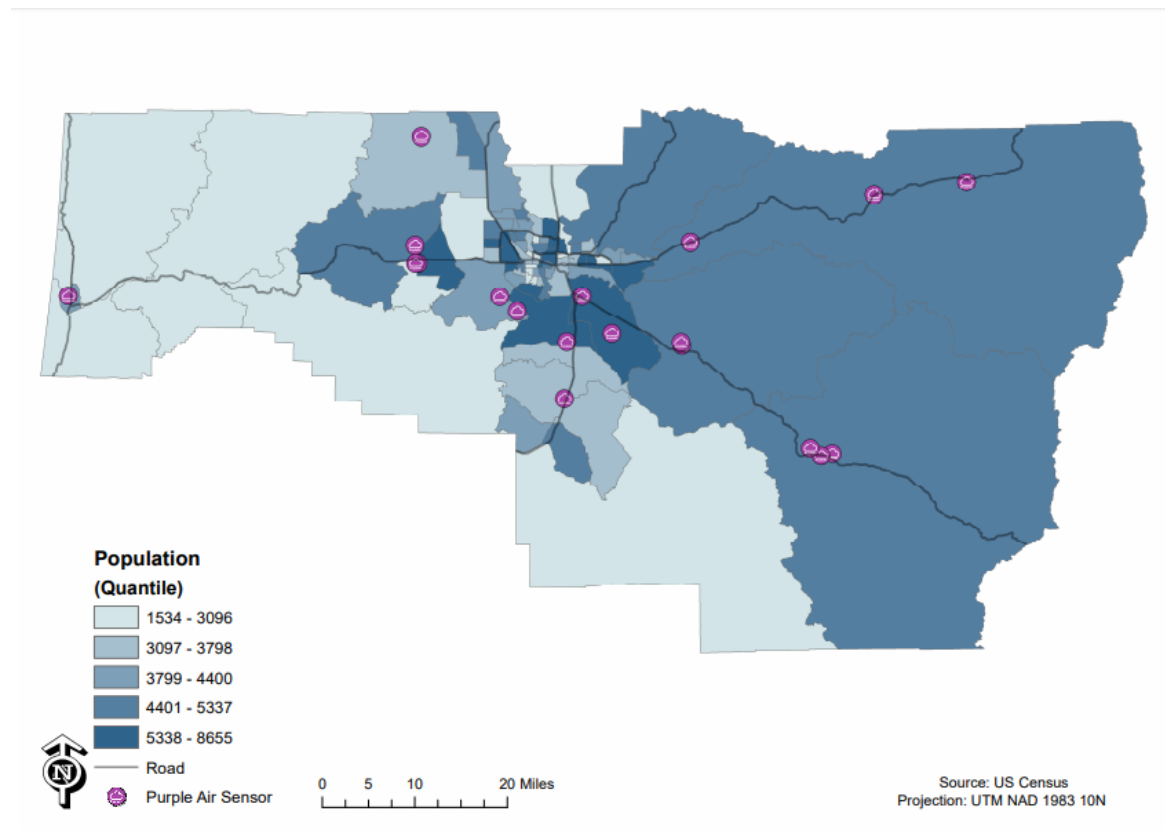 Population
(Quantile)
1534 - 3096
3097 - 3798
3799 - 4400
4401 - 5337
5338 - 8655
Road
Purple Air Sensor
N
0 5 10 20 Miles
Source: US Census
Projection: UTM NAD 1983 10N